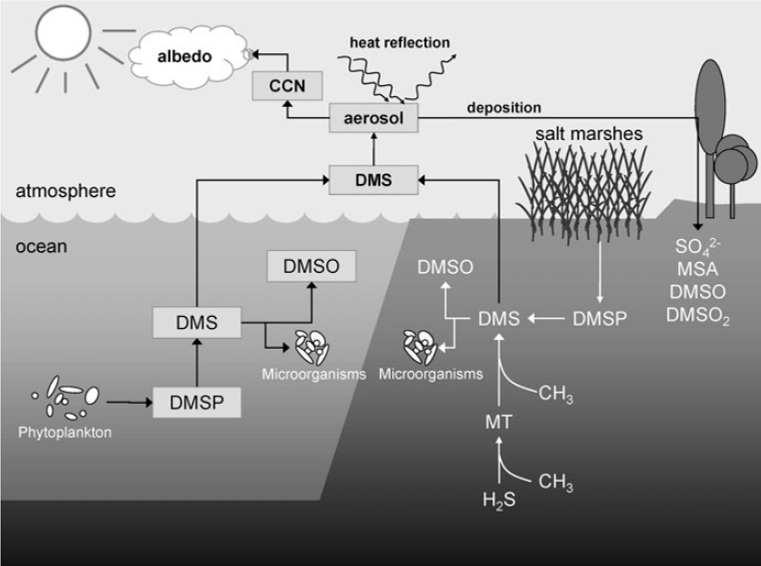 albedo
heat reflection
CCN
aerosol
deposition
salt marshes
DMS
atmosphere
ocean
DMSO
DMSO
SO₄²⁻
MSA
DMSO
DMSO₂
DMS
DMS
DMSP
Microorganisms
Microorganisms
DMSP
CH₃
MT
Phytoplankton
CH₃
H₂S